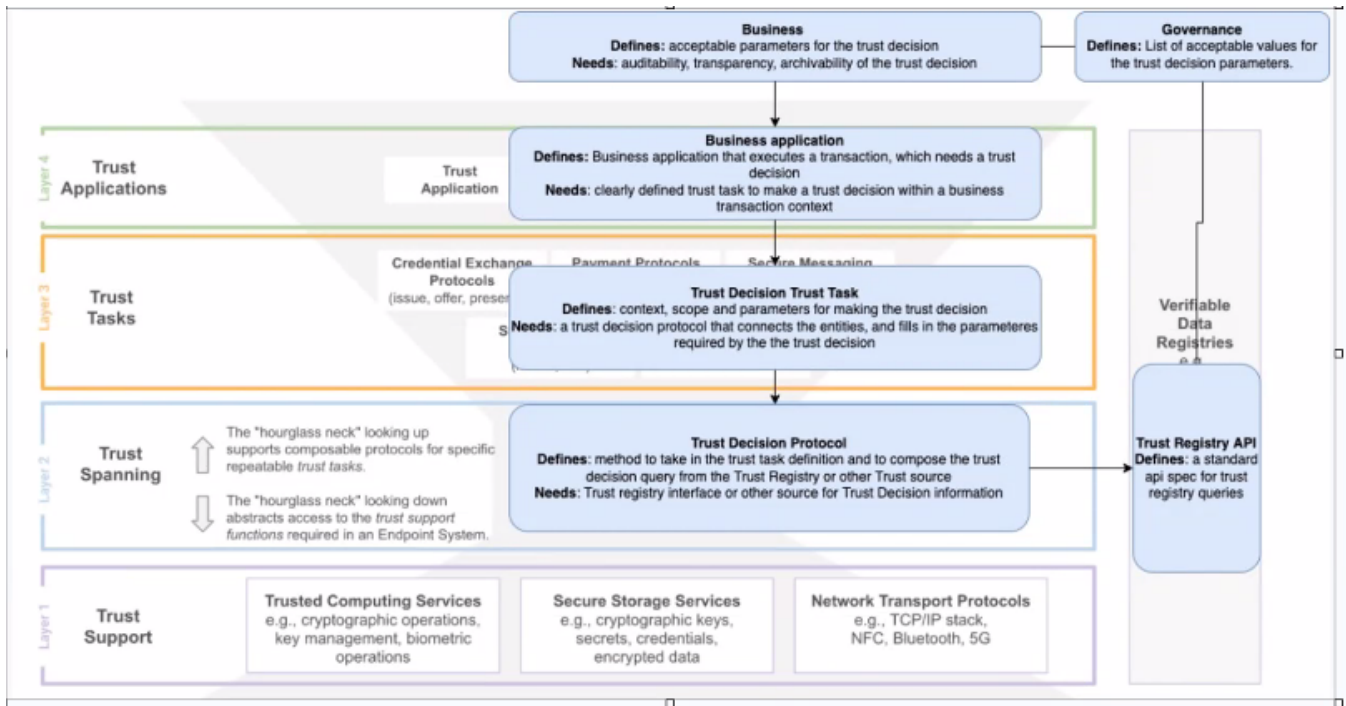 Business
Defines: acceptable parameters for the trust decision
Needs: auditability, transparency, archivability of the trust decision
Governance
Defines: List of acceptable values for
the trust decision parameters.
Layer 4
Trust
Applications
Trust
Application
Business application
Defines: Business application that executes a transaction, which needs a trust
decision
Needs: clearly defined trust task to make a trust decision within a business
transaction context
Layer 3
Trust
Tasks
Credential Exchange
Protocols
(issue, offer, presen
Payment Protocols
Secure Messaging
S
Trust Decision Trust Task
Defines: context, scope and parameters for making the trust decision
Needs: a trust decision protocol that connects the entities, and fills in the parameteres
required by the the trust decision
Verifiable
Data
Registries
e.g.
Layer 2
Trust
Spanning
The "hourglass neck" looking up
supports composable protocols for specific
repeatable trust tasks.
The "hourglass neck" looking down
abstracts access to the trust support
functions required in an Endpoint System.
Trust Decision Protocol
Defines: method to take in the trust task definition and to compose the trust
decision query from the Trust Registry or other Trust source
Needs: Trust registry interface or other source for Trust Decision information
Trust Registry API
Defines: a standard
api spec for trust
registry queries
Layer 1
Trust
Support
Trusted Computing Services
e.g., cryptographic operations,
key management, biometric
operations
Secure Storage Services
e.g., cryptographic keys,
secrets, credentials,
encrypted data
Network Transport Protocols
e.g., TCP/IP stack,
NFC, Bluetooth, 5G